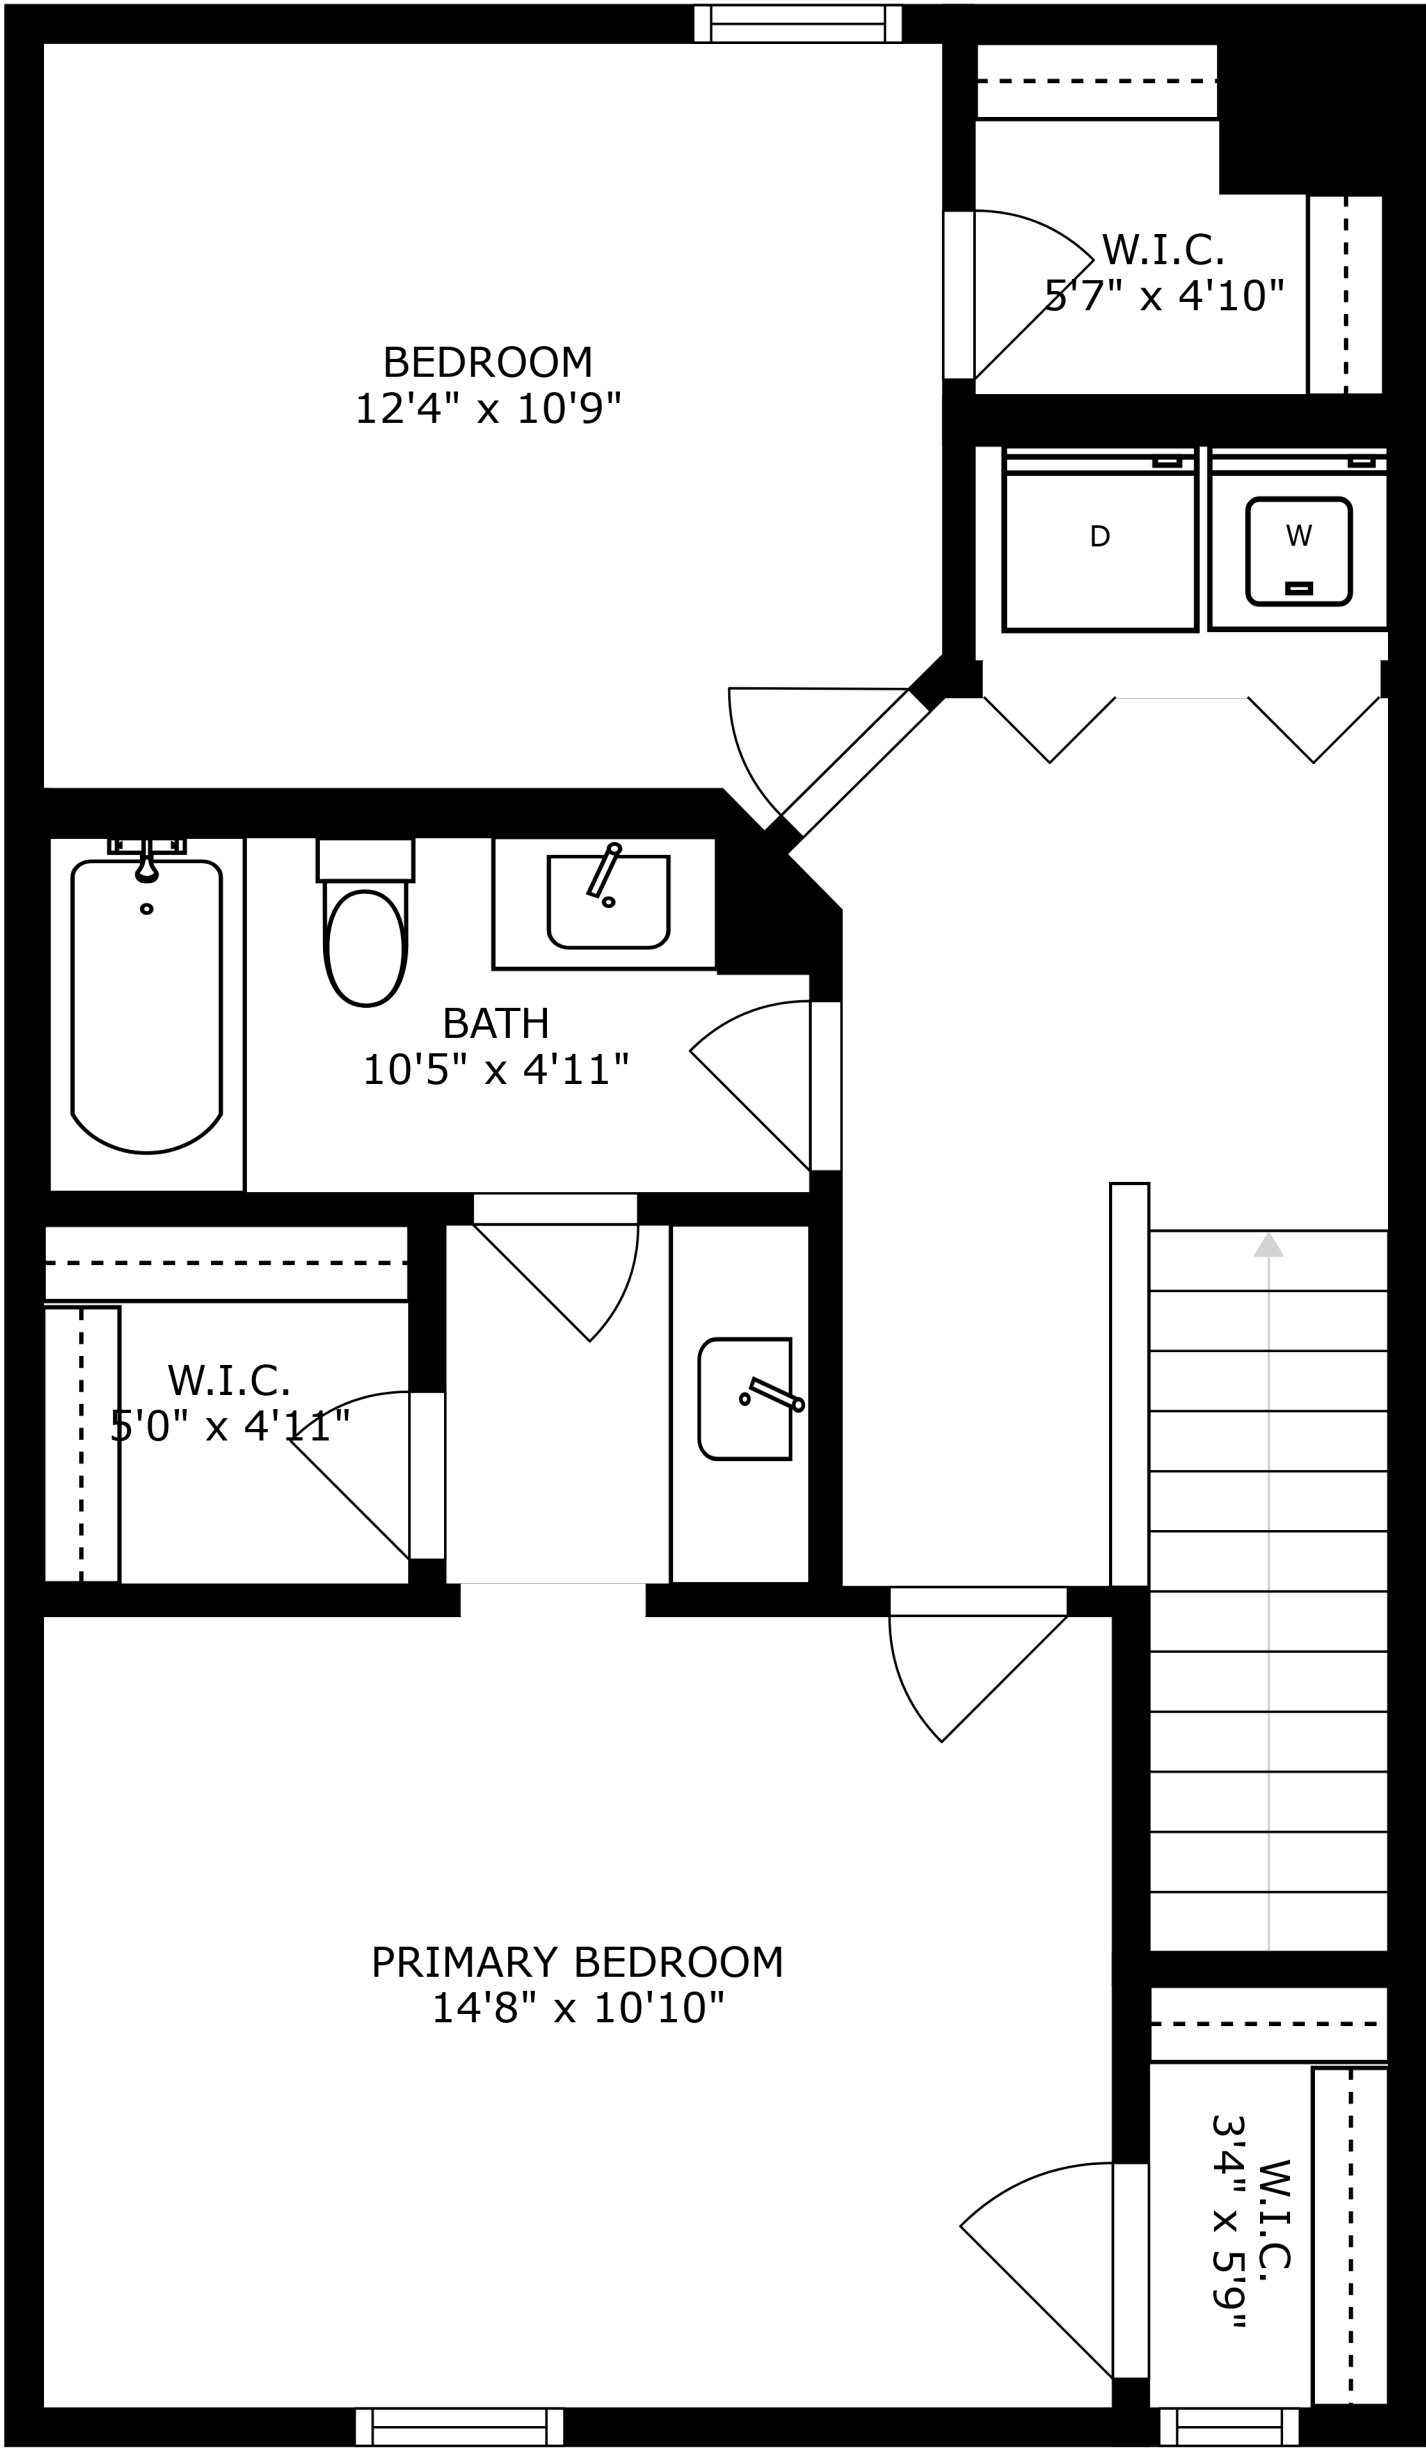 W.I.C.
5'7" x 4'10"
BEDROOM
12'4" x 10'9"
D
W
BATH
10'5" x 4'11"
W.I.C.
5'0" x 4'11"
PRIMARY BEDROOM
14'8" x 10'10"
W.I.C.
3'4" x 5'9"